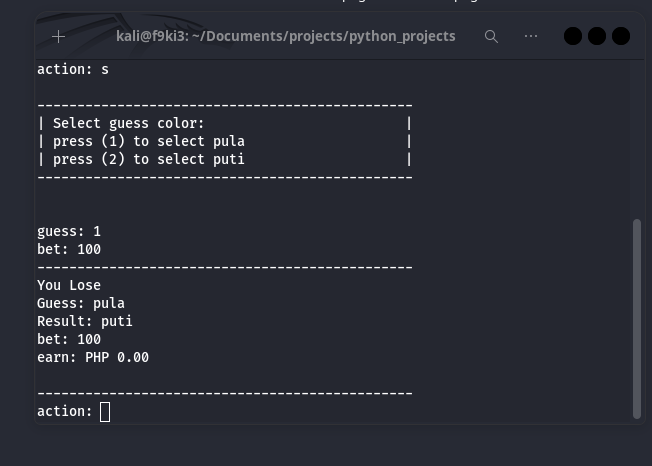 kali@f9ki3: ~/Documents/projects/python_projects
action: s
-----------------------------------------------
| Select guess color:                         |
| press (1) to select pula                    |
| press (2) to select puti                    |
-----------------------------------------------
guess: 1
bet: 100
-----------------------------------------------
You Lose
Guess: pula
Result: puti
bet: 100
earn: PHP 0.00
-----------------------------------------------
action: